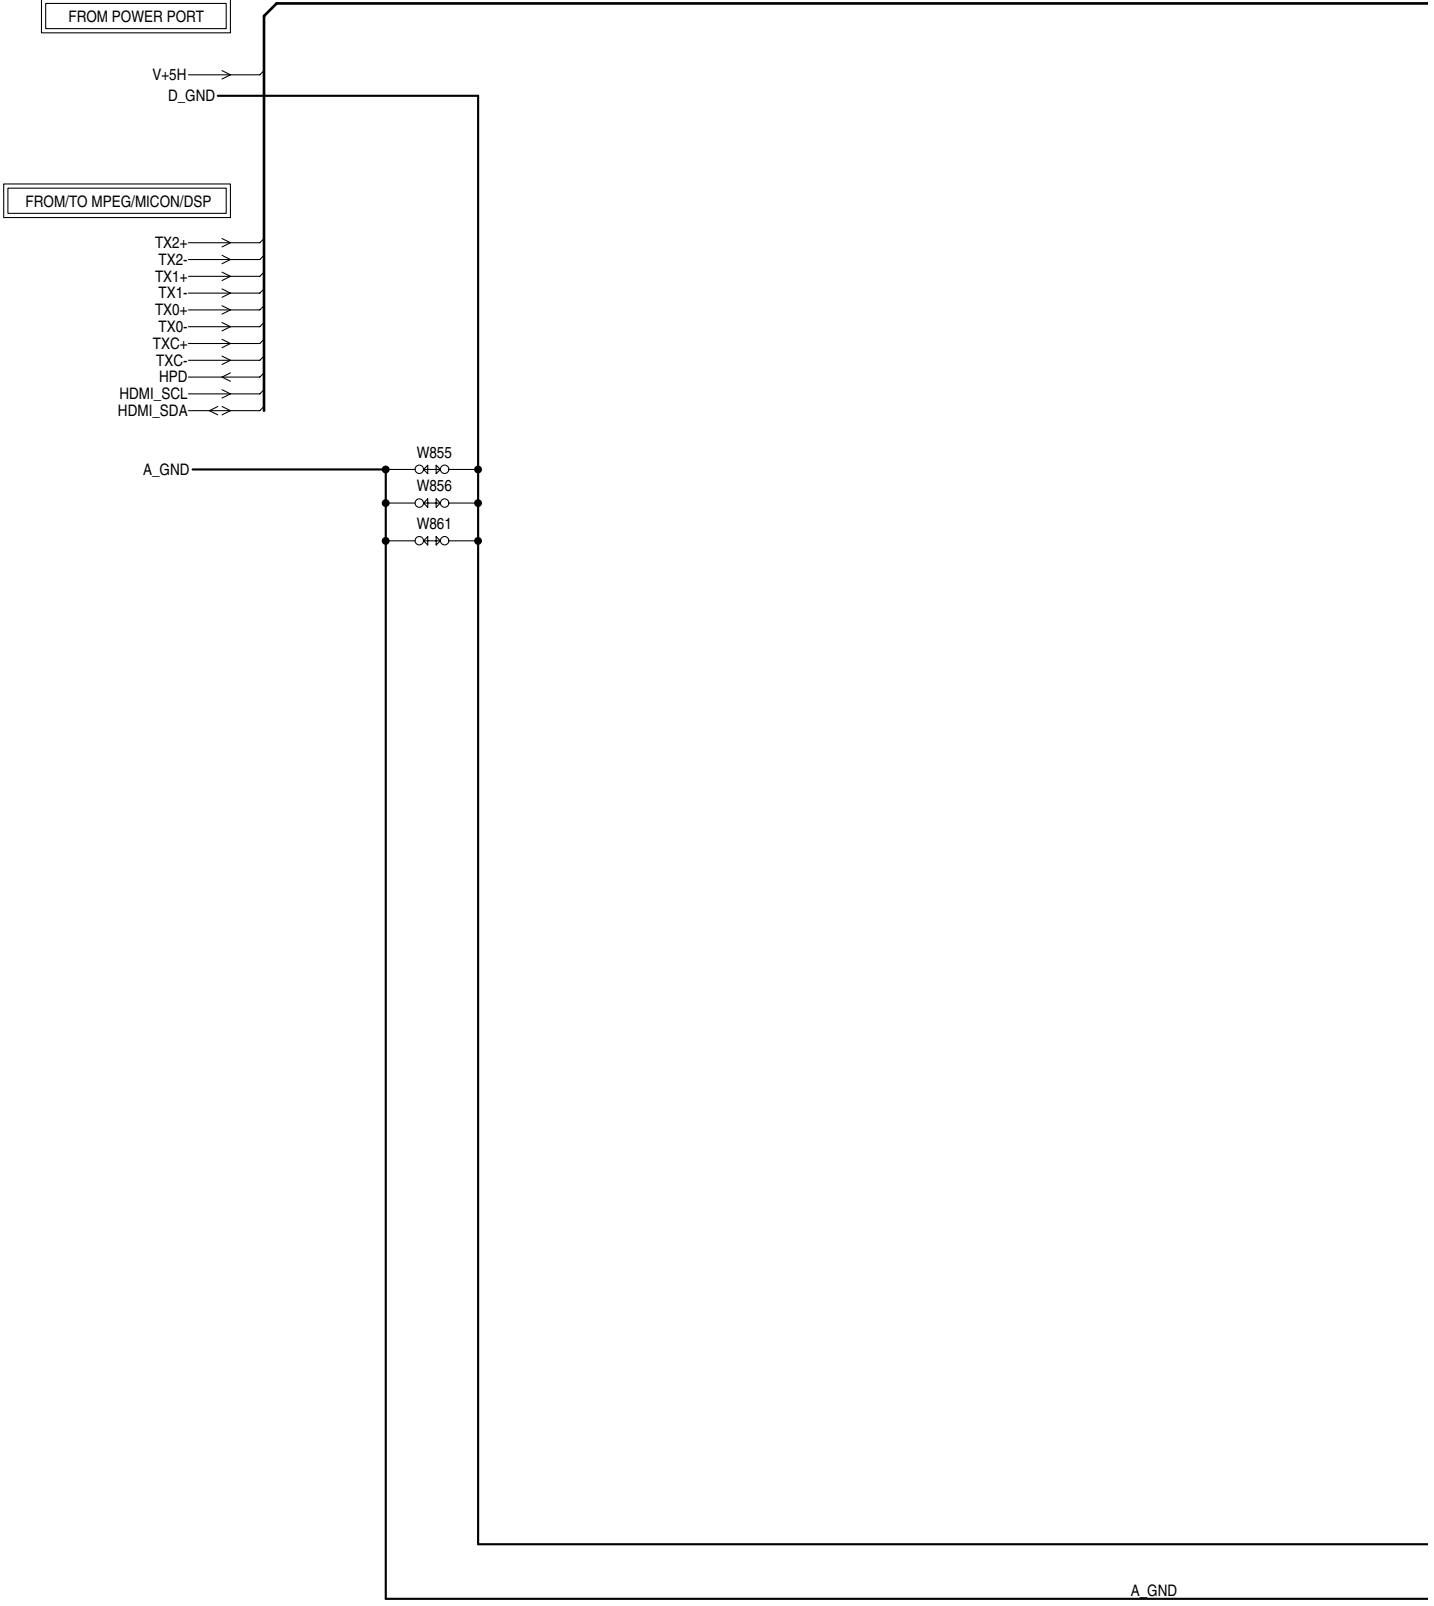 FROM POWER PORT
V+5H
D_GND
FROM/TO MPEG/MICON/DSP
TX2+
TX2-
TX1+
TX1-
TX0+
TX0-
TXC+
TXC-
HPD
HDMI_SCL
HDMI_SDA
W855
A_GND
W856
W861
A_GND